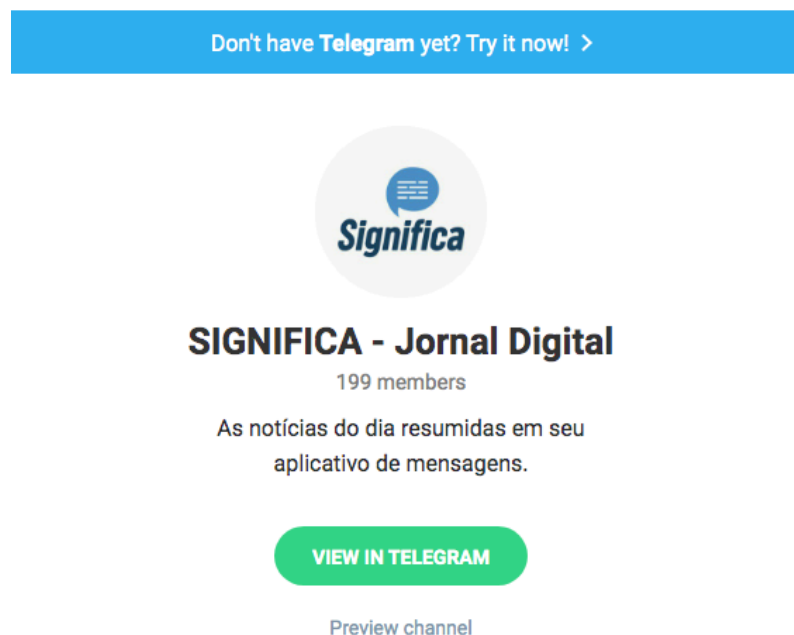 Don't have Telegram yet? Try it now! >
Significa
SIGNIFICA - Jornal Digital
199 members
As notícias do dia resumidas em seu
aplicativo de mensagens.
VIEW IN TELEGRAM
Preview channel